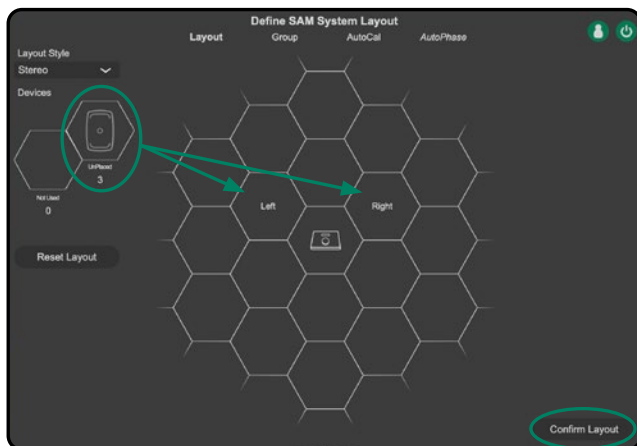 Define SAM System Layout
Layout Group AutoCal AutoPhase
Layout Style
Stereo
Devices
UnPlaced
3
Not Used
0
Left Right
Reset Layout
Confirm Layout